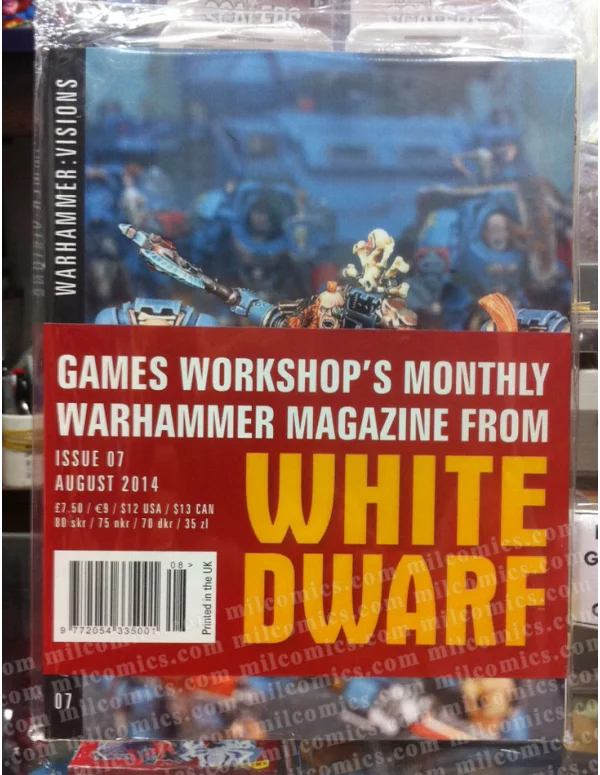 WARHAMMER:VISIONS
GAMES WORKSHOP'S MONTHLY
WARHAMMER MAGAZINE FROM
ISSUE 07
AUGUST 2014
£7.50 / €9 / $12 USA / $13 CAN
80 skr / 75 nkr / 70 dkr / 35 zl
WHITE
DWARF
08 >
9 772054 335001
Printed in the UK
07
milcomics.com